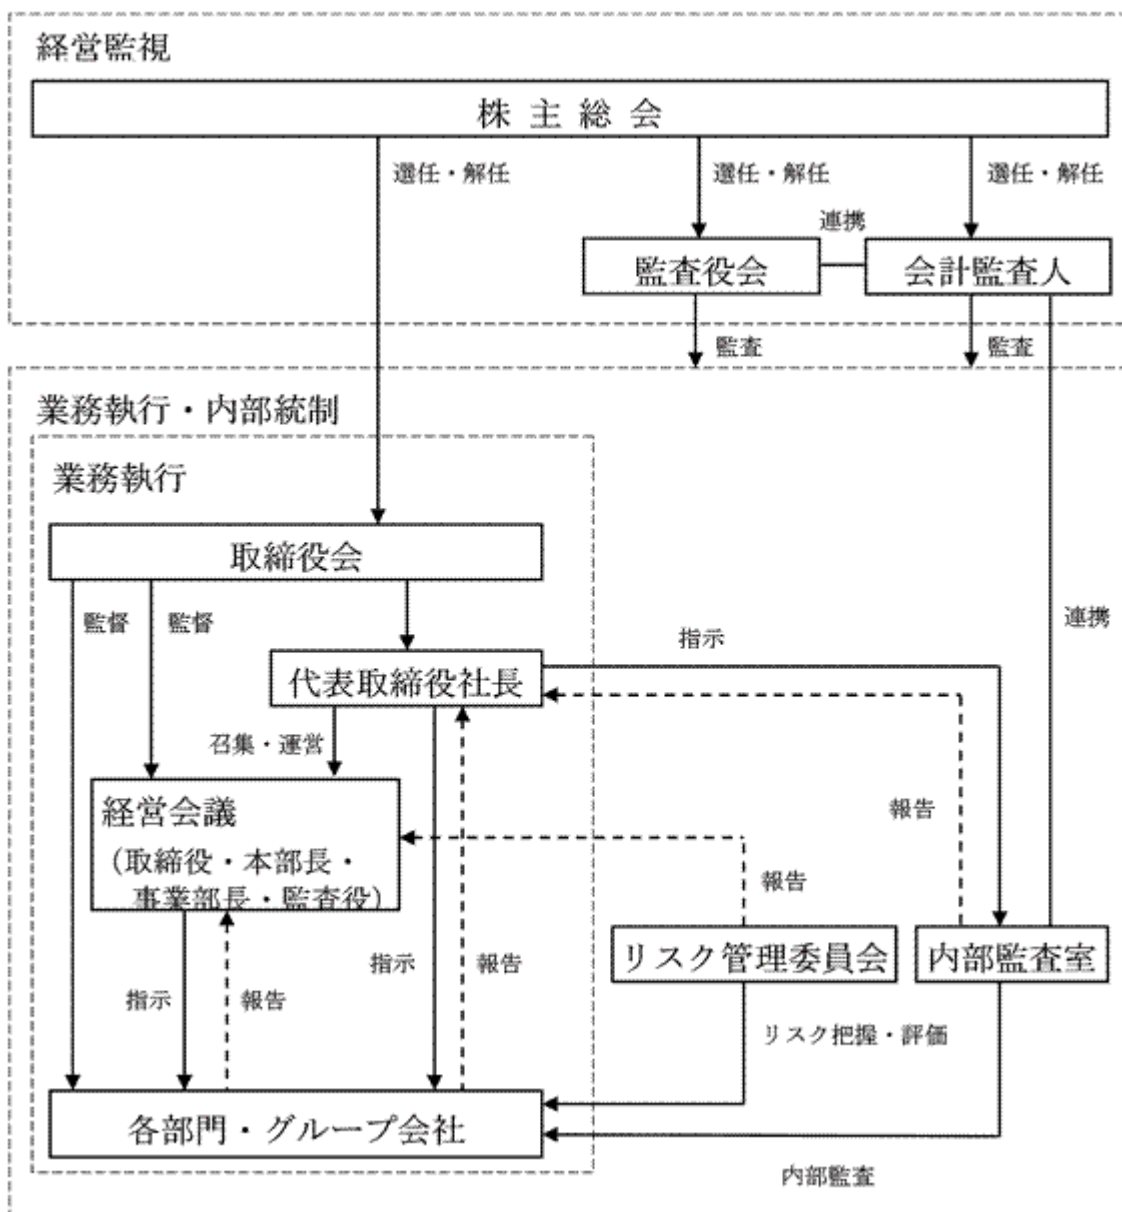 経営監視
株主総会
選任・解任
選任・解任
選任・解任
連携
監査役会
会計監査人
監査
監査
業務執行・内部統制
業務執行
取締役会
監督
監督
連携
指示
代表取締役社長
召集・運営
経営会議
（取締役・本部長・
事業部長・監査役）
報告
報告
リスク管理委員会
内部監査室
指示
報告
指示
報告
リスク把握・評価
各部門・グループ会社
内部監査